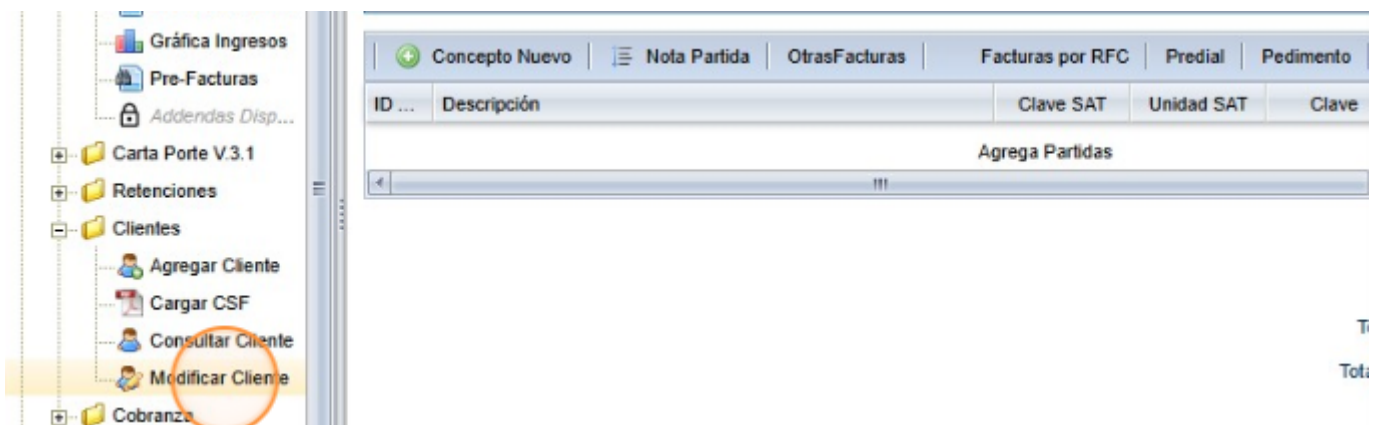 Gráfica Ingresos
Pre-Facturas
Addendas Disp...
Carta Porte V.3.1
Retenciones
Clientes
Agregar Cliente
Cargar CSF
Consultar Cliente
Modificar Cliente
Cobranza
Concepto Nuevo Nota Partida OtrasFacturas Facturas por RFC Predial Pedimento
ID ... Descripción Clave SAT Unidad SAT Clave
Agrega Partidas